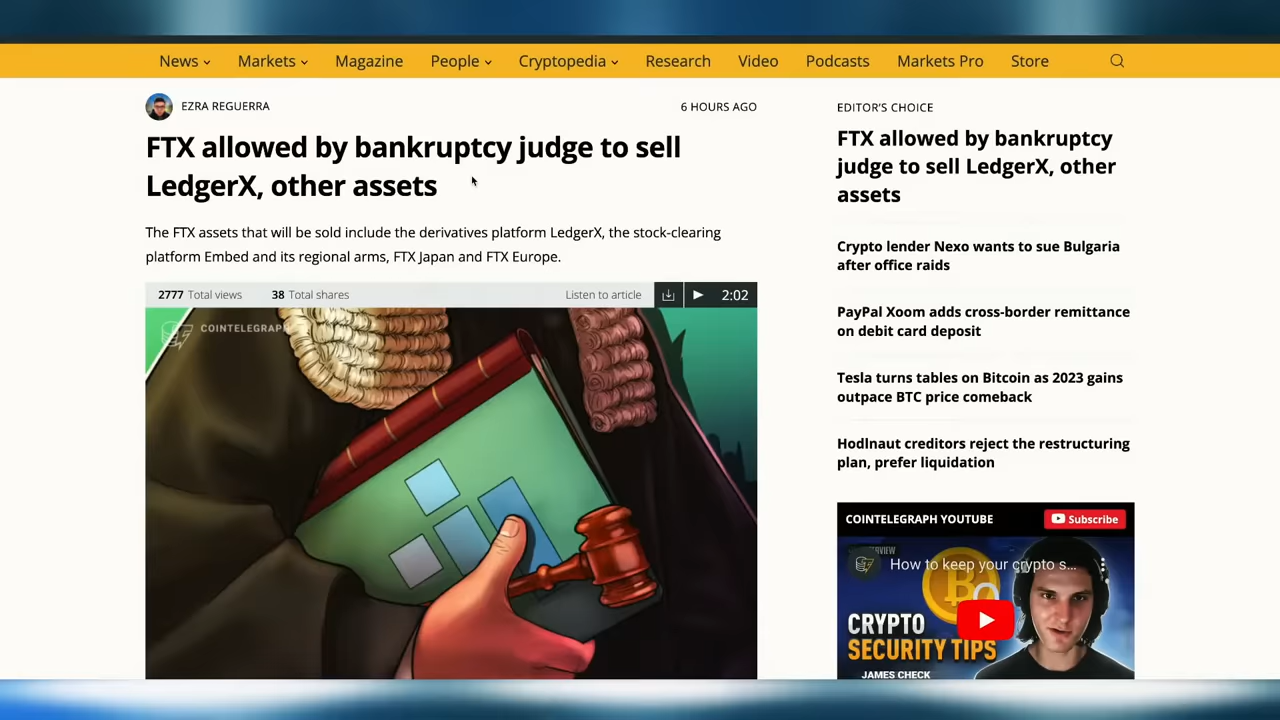 News Markets Magazine People Cryptopedia Research Video Podcasts Markets Pro Store
EZRA REGUERRA
6 HOURS AGO
FTX allowed by bankruptcy judge to sell
LedgerX, other assets
The FTX assets that will be sold include the derivatives platform LedgerX, the stock-clearing
platform Embed and its regional arms, FTX Japan and FTX Europe.
2777 Total views 38 Total shares Listen to article 2:02
COINTELEGRAPH
EDITOR'S CHOICE
FTX allowed by bankruptcy
judge to sell LedgerX, other
assets
Crypto lender Nexo wants to sue Bulgaria
after office raids
PayPal Xoom adds cross-border remittance
on debit card deposit
Tesla turns tables on Bitcoin as 2023 gains
outpace BTC price comeback
Hodlnaut creditors reject the restructuring
plan, prefer liquidation
COINTELEGRAPH YOUTUBE Subscribe
How to keep your crypto s...
CRYPTO
SECURITY TIPS
JAMES CHECK